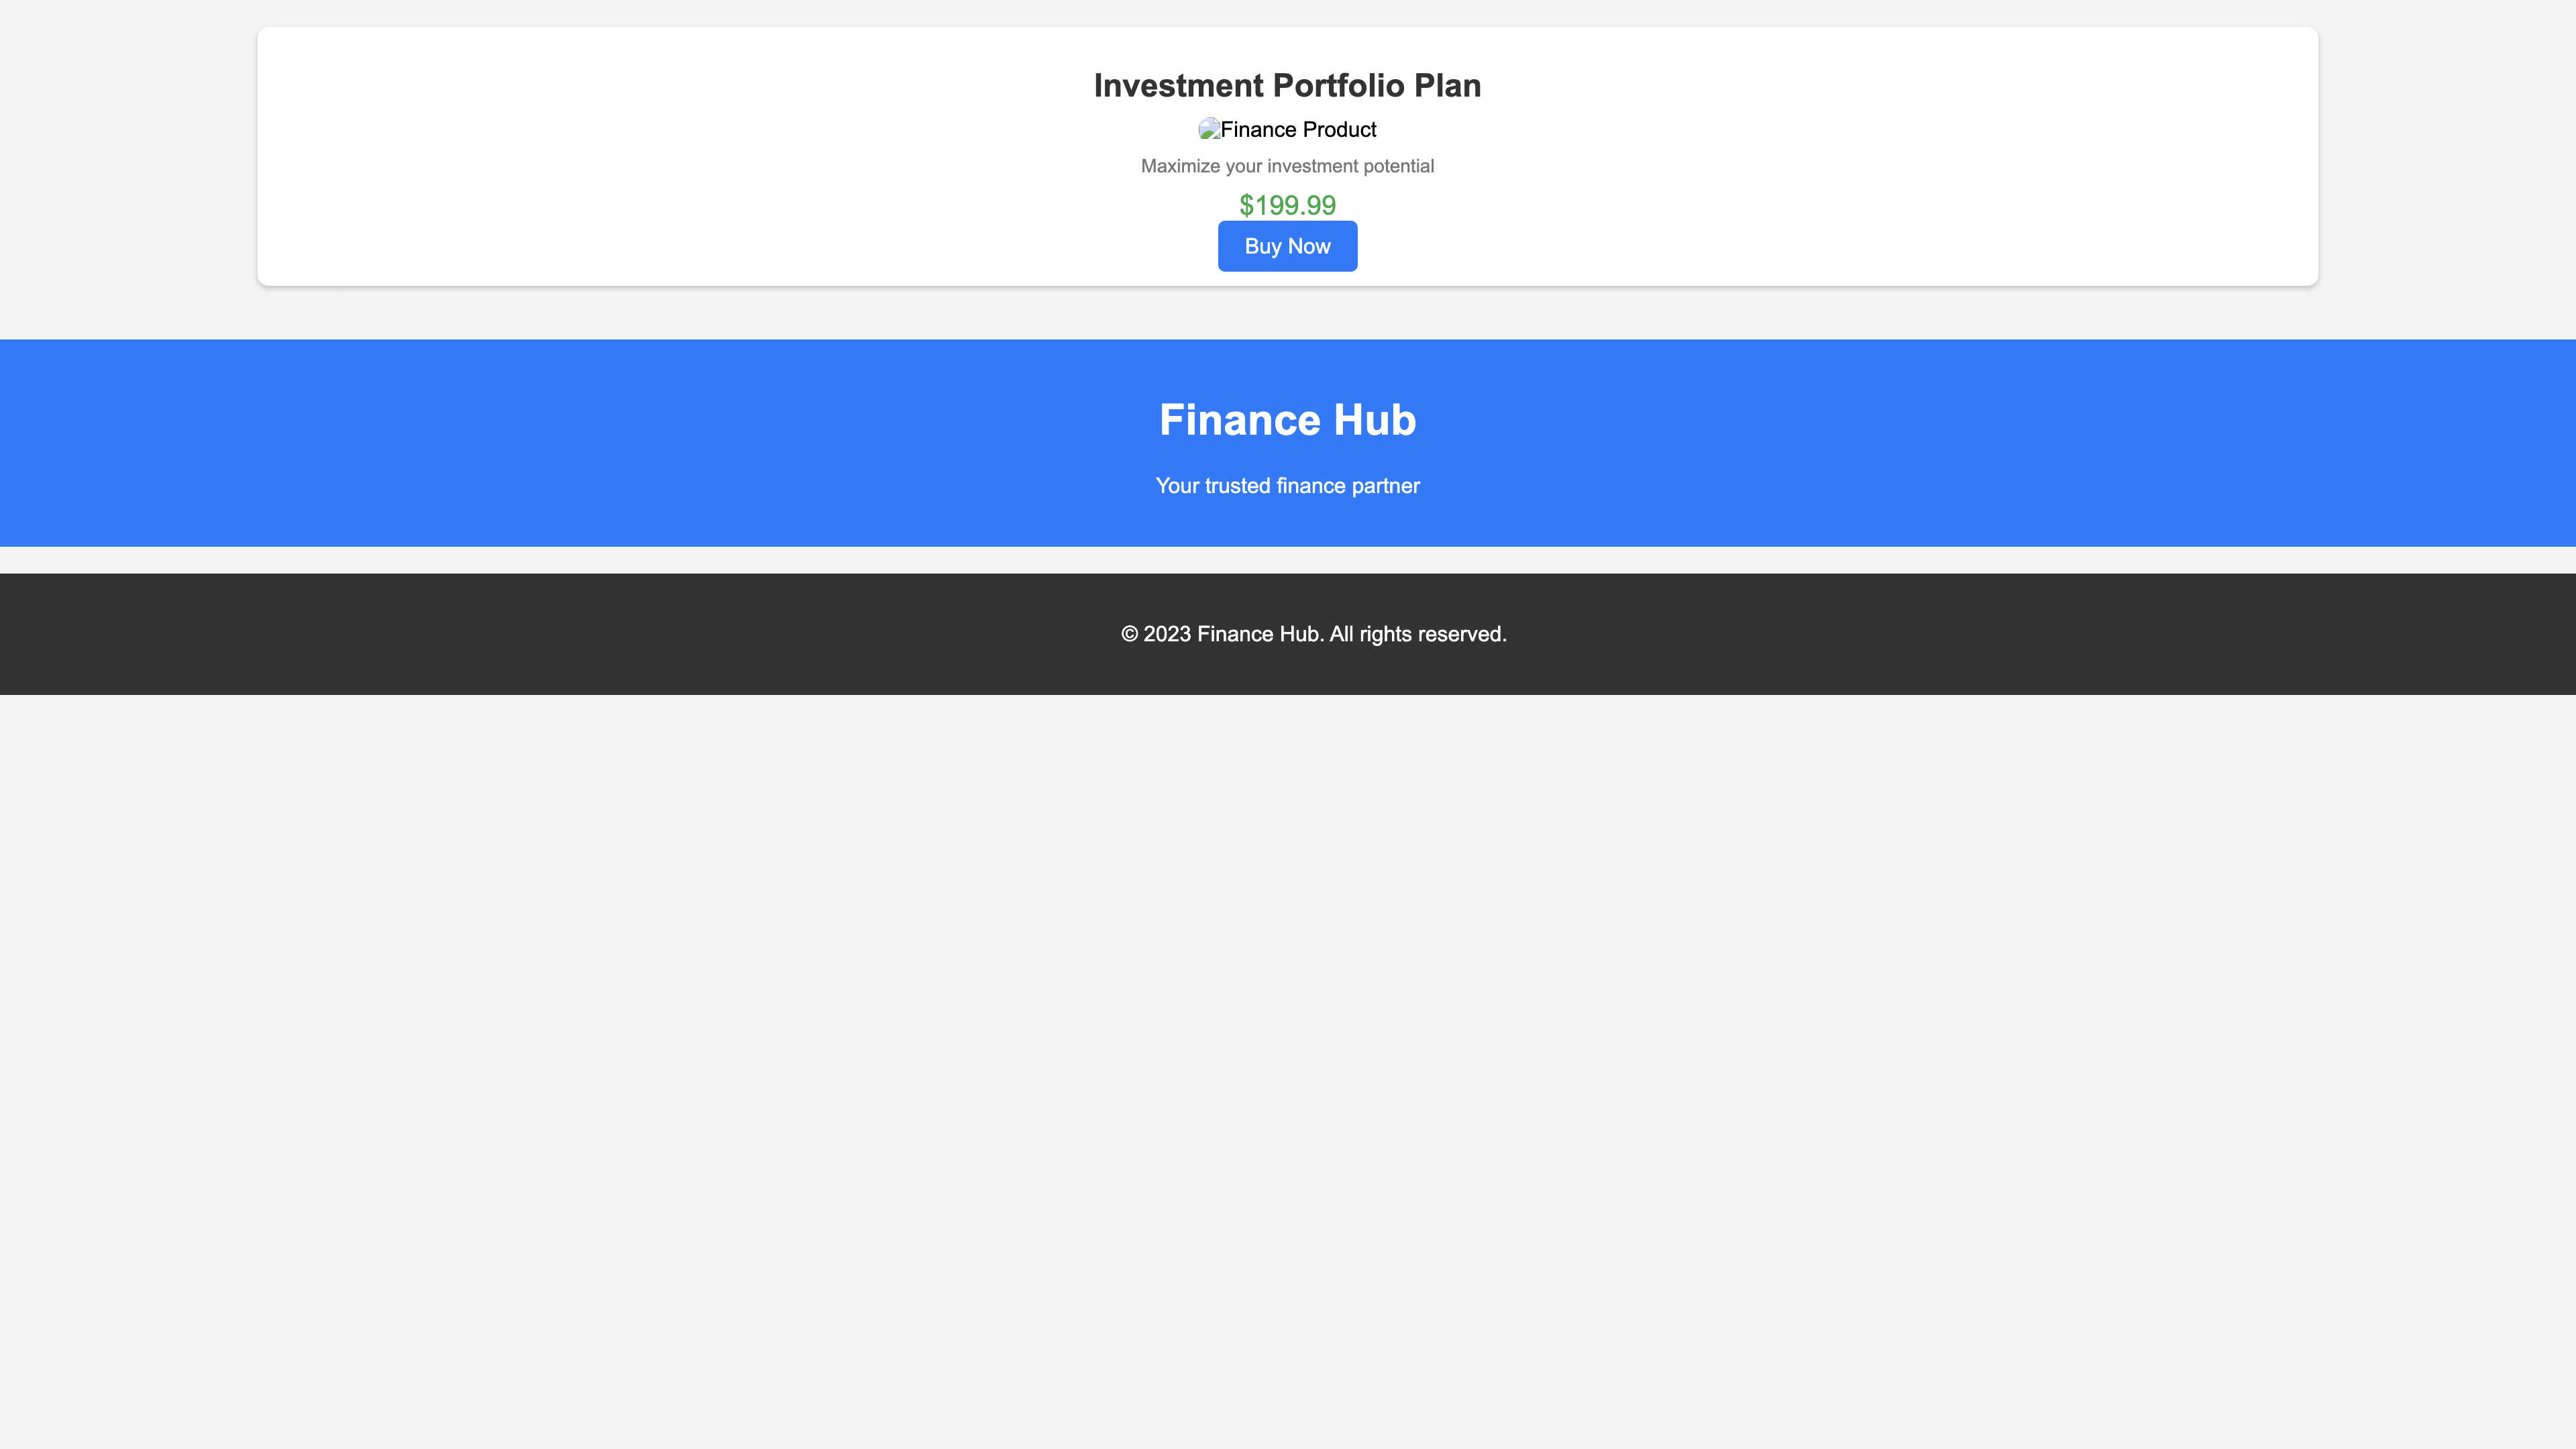 Investment Portfolio Plan
Finance Product
Maximize your investment potential
$199.99
Buy Now
Finance Hub
Your trusted finance partner
© 2023 Finance Hub. All rights reserved.